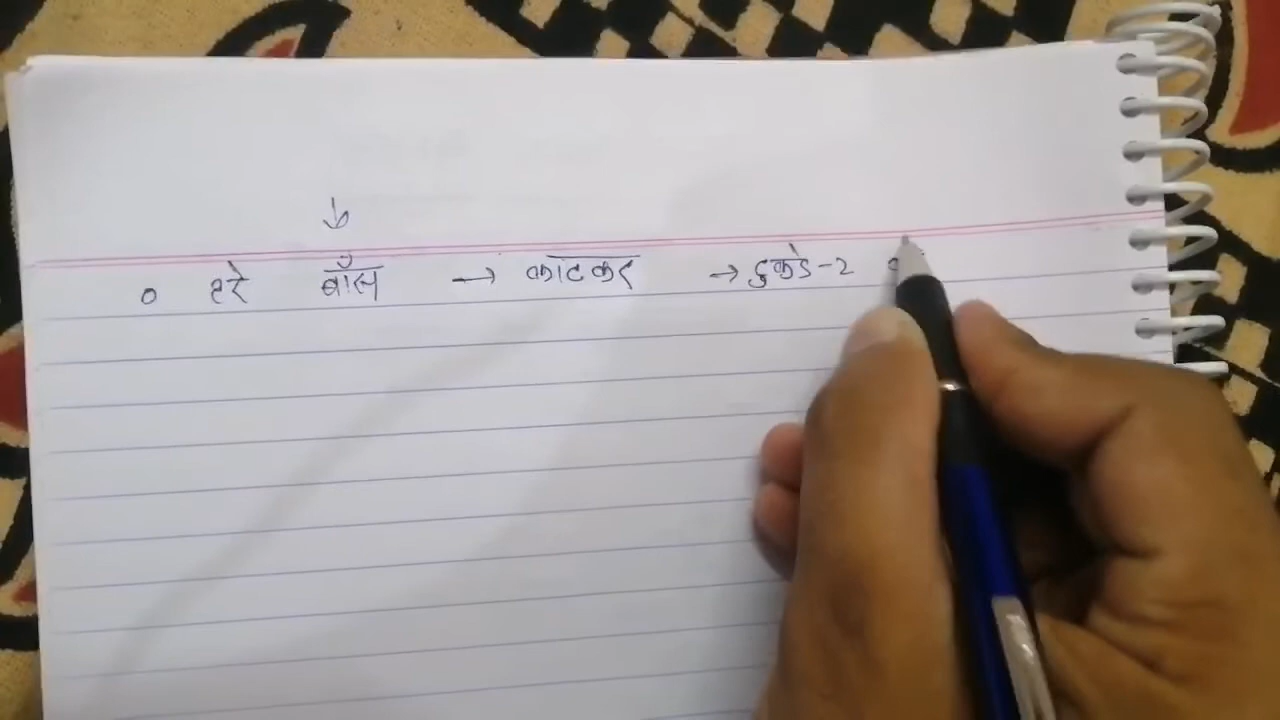 ० हरे बाँस → काटकर → टुकडे-2